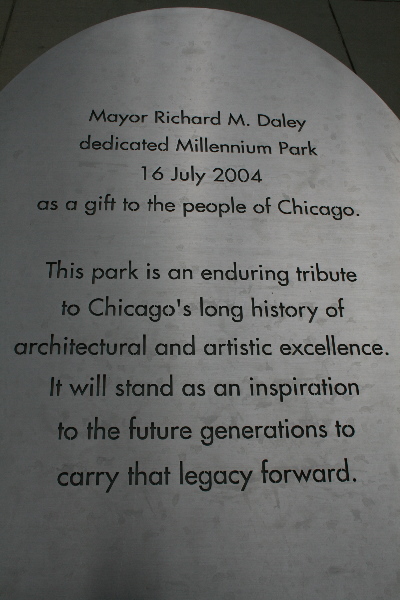 Mayor Richard M. Daley
dedicated Millennium Park
16 July 2004
as a gift to the people of Chicago.
This park is an enduring tribute
to Chicago's long history of
architectural and artistic excellence.
It will stand as an inspiration
to the future generations to
carry that legacy forward.